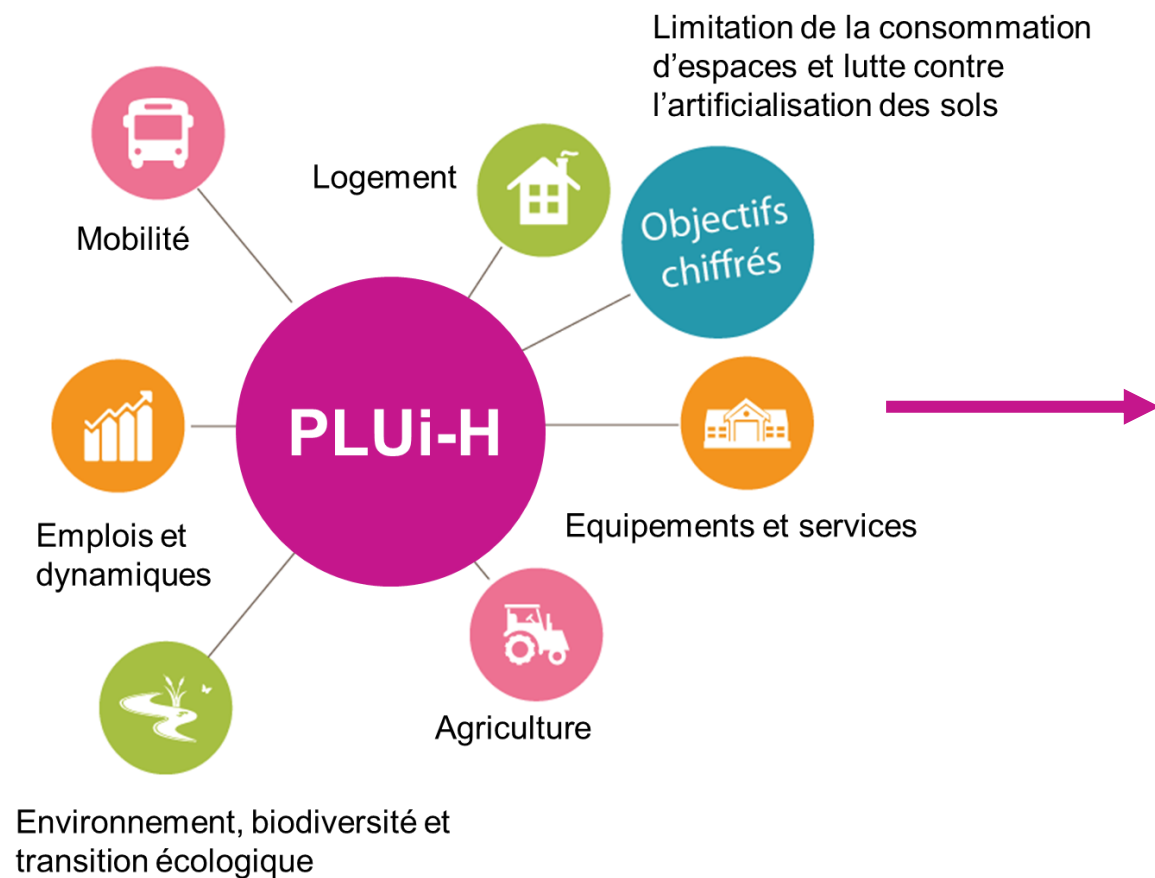 Limitation de la consommation
d’espaces et lutte contre
l’artificialisation des sols
Logement
Objectifs
chiffrés
Mobilité
PLUi-H
Emplois et
dynamiques
Equipements et services
Agriculture
Environnement, biodiversité et
transition écologique